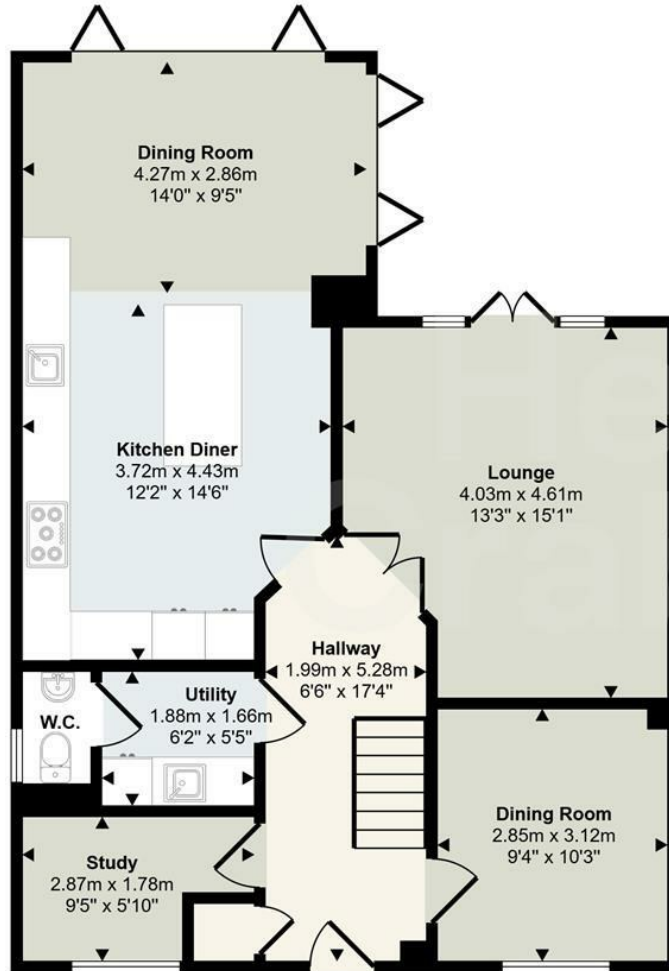 Dining Room
4.27m x 2.86m
14'0" x 9'5"
Kitchen Diner
3.72m x 4.43m
12'2" x 14'6"
Lounge
4.03m x 4.61m
13'3" x 15'1"
Hallway
1.99m x 5.28m
6'6" x 17'4"
W.C.
Utility
1.88m x 1.66m
6'2" x 5'5"
Dining Room
2.85m x 3.12m
9'4" x 10'3"
Study
2.87m x 1.78m
9'5" x 5'10"